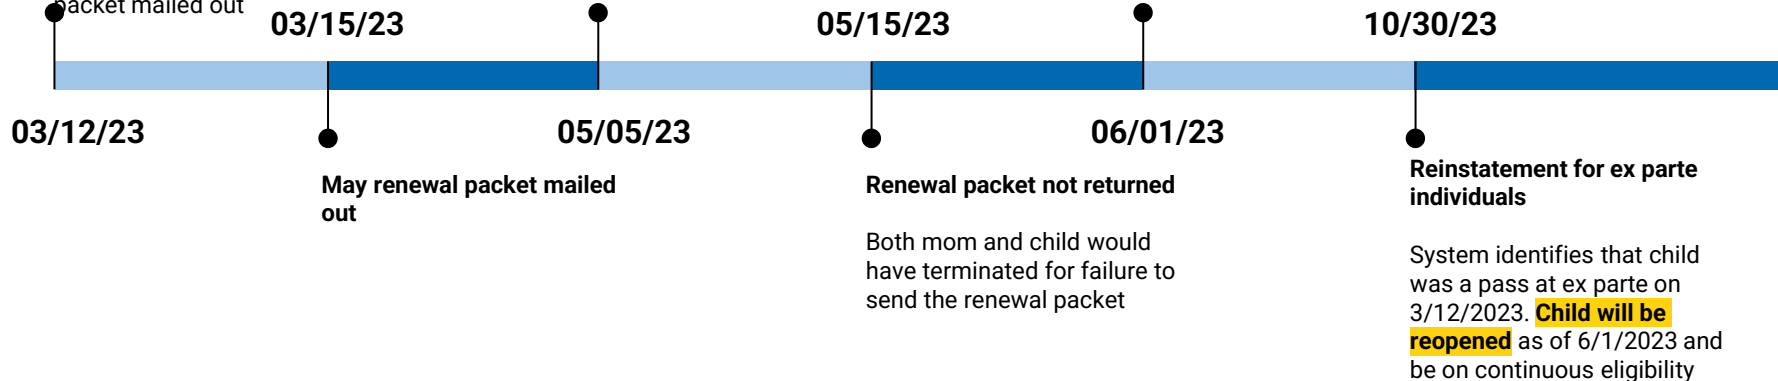 packet mailed out
03/15/23
05/15/23
10/30/23
03/12/23
05/05/23
06/01/23
May renewal packet mailed
out
Renewal packet not returned
Both mom and child would
have terminated for failure to
send the renewal packet
Reinstatement for ex parte
individuals
System identifies that child
was a pass at ex parte on
3/12/2023. Child will be
reopened as of 6/1/2023 and
be on continuous eligibility